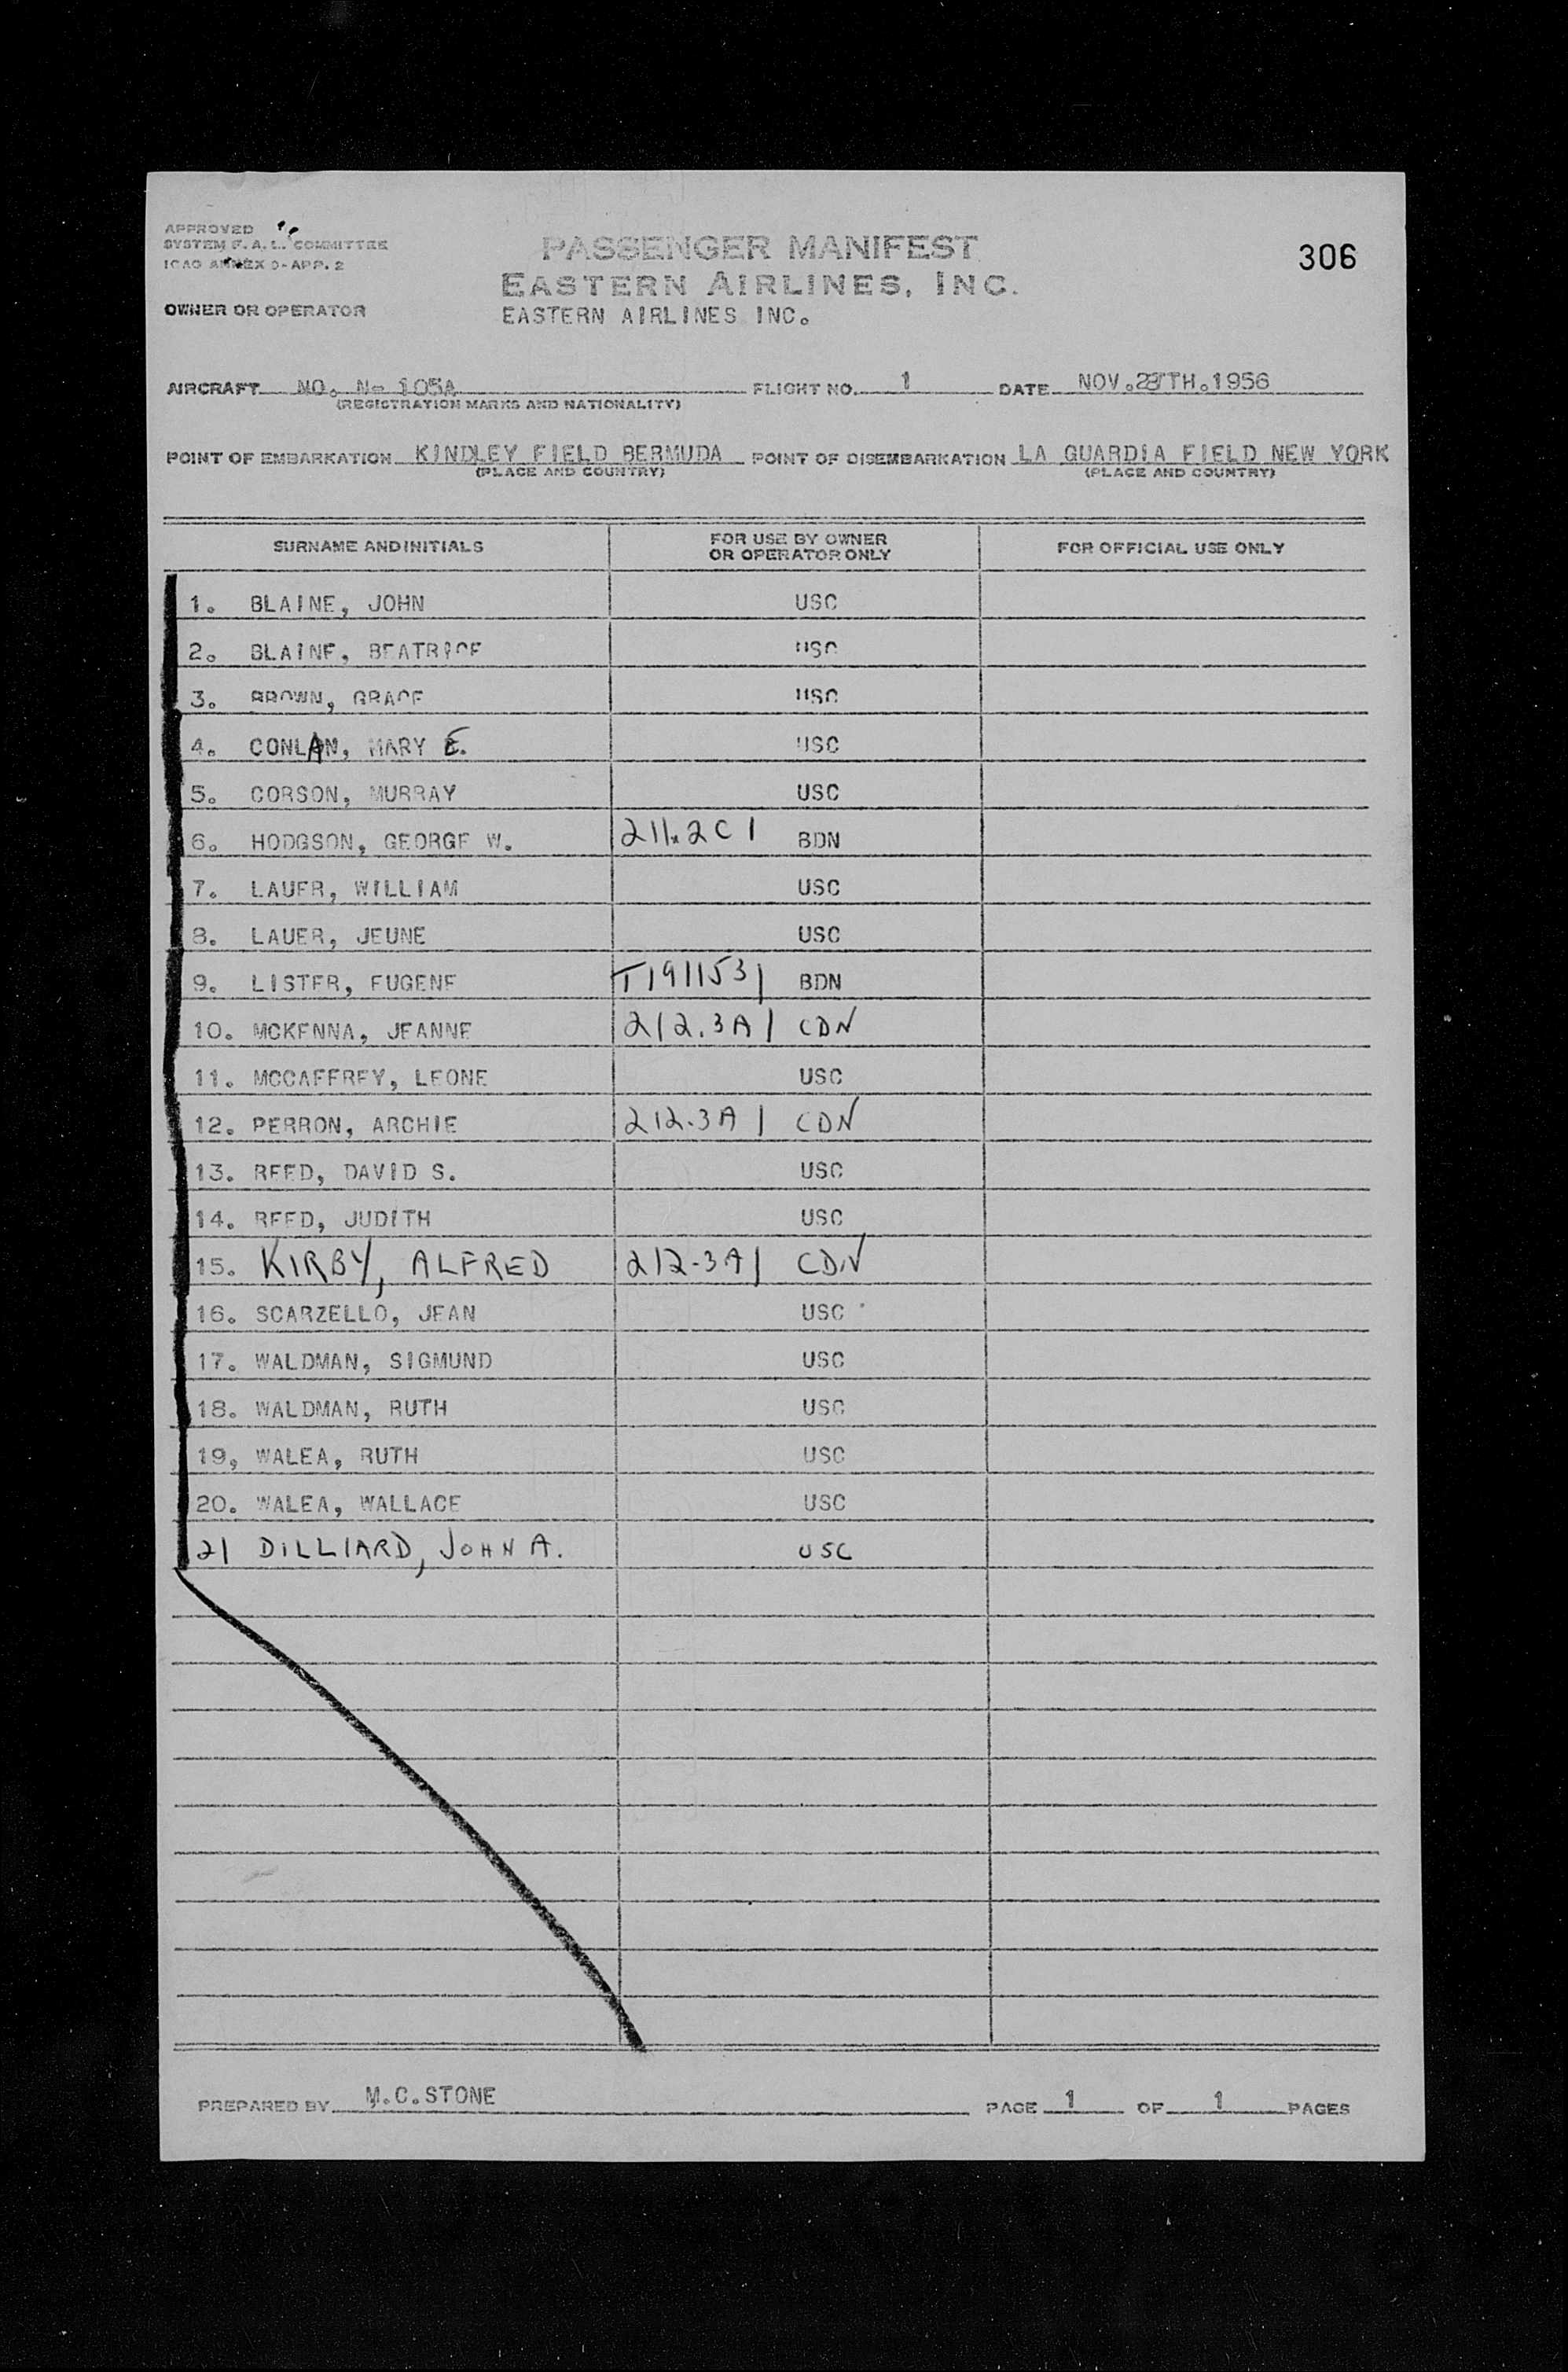 APPROVED
SYSTEM F. A. L. COMMITTEE
ICAO ANNEX 9-APP. 2
PASSENGER MANIFEST
EASTERN AIRLINES, INC.
306
OWNER OR OPERATOR EASTERN AIRLINES INC.
AIRCRAFT NO. N- 105A FLIGHT NO. 1 DATE NOV. TH.1956
(REGISTRATION MARKS AND NATIONALITY)
POINT OF EMBARKATION KINDLEY FIELD BERMUDA POINT OF DISEMBARKATION LA GUARDIA FIELD NEW YORK
(PLACE AND COUNTRY) (PLACE AND COUNTRY)
SURNAME AND INITIALS FOR USE BY OWNER OR OPERATOR ONLY FOR OFFICIAL USE ONLY
1. BLAINE, JOHN USC
2. BLAINE, BEATRICE USC
3. BROWN, GRACE USC
4. CONLAN, MARY E. USC
5. CORSON, MURRAY USC
6. HODGSON, GEORGE W. 211.2C1 BDN
7. LAUER, WILLIAM USC
8. LAUER, JEUNE USC
9. LISTER, EUGENE T191153/ BDN
10. MCKENNA, JEANNE 212.3A/ CDN
11. MCCAFFREY, LEONE USC
12. PERRON, ARCHIE 212-3A/ CDN
13. REED, DAVID S. USC
14. REED, JUDITH USC
15. KIRBY, ALFRED 212-3A/ CDN
16. SCARZELLO, JEAN USC
17. WALDMAN, SIGMUND USC
18. WALDMAN, RUTH USC
19, WALEA, RUTH USC
20. WALEA, WALLACE USC
21 DILLIARD, JOHN A. USC
PREPARED BY M.C.STONE PAGE 1 OF 1 PAGES